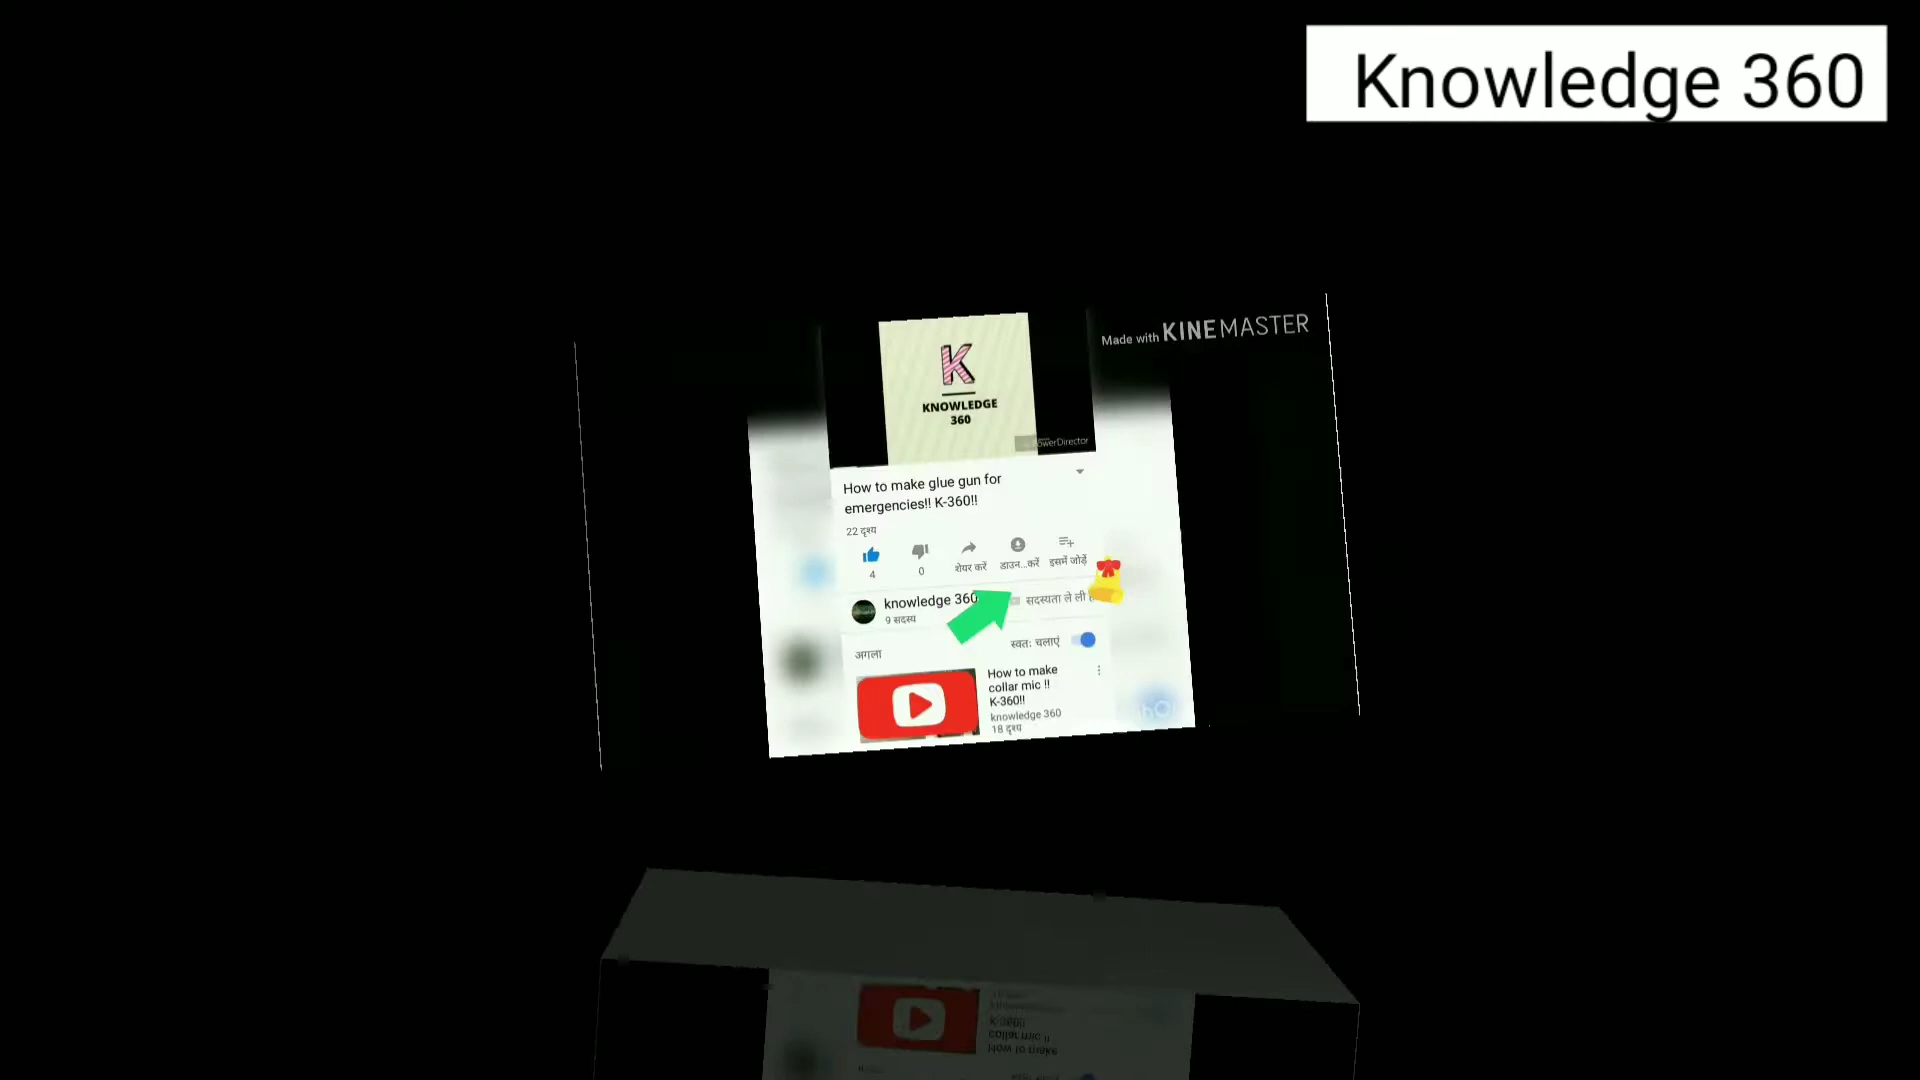 Knowledge 360
Made with KINEMASTER
K
KNOWLEDGE
360
PowerDirector
How to make glue gun for
emergencies!! K-360!!
22 दृश्य
4
0
शेयर करें
डाउन...करें
इसमें जोड़ें
knowledge 360
9 सदस्य
सदस्यता ले ली
अगला
स्वतः चलाएं
How to make
collar mic !!
K-360!!
knowledge 360
18 दृश्य